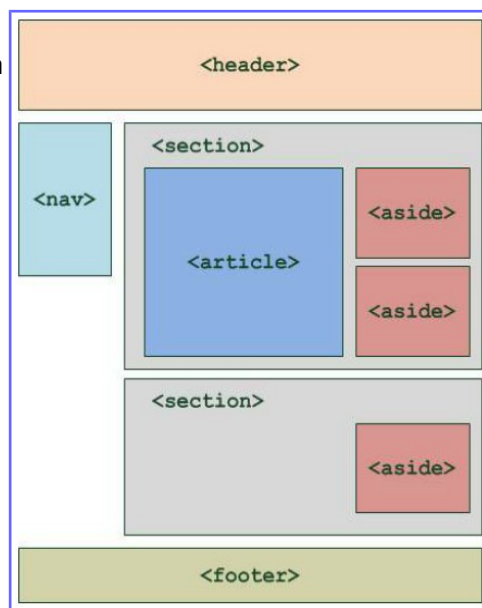 <header>
<nav>
<section>
<article>
<aside>
<aside>
<section>
<aside>
<footer>